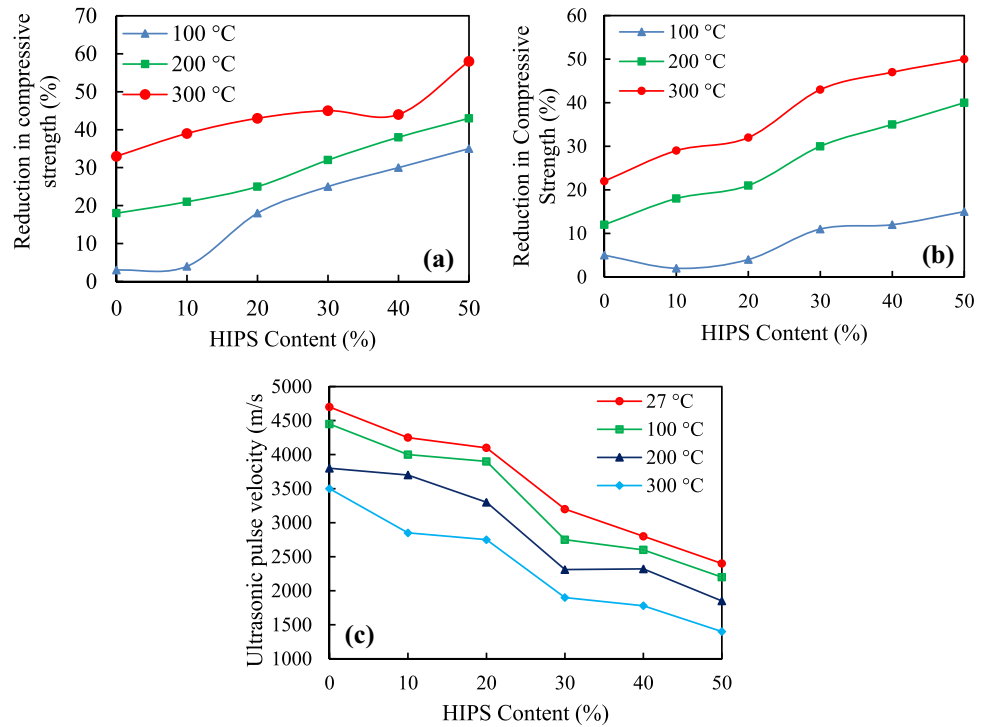 70
60
50
40
30
20
10
0
Reduction in compressive
strength (%)
100 °C
200 °C
300 °C
(a)
0 10 20 30 40 50
HIPS Content (%)
60
50
40
30
20
10
0
Reduction in Compressive
Strength (%)
100 °C
200 °C
300 °C
(b)
0 10 20 30 40 50
HIPS Content (%)
5000
4500
4000
3500
3000
2500
2000
1500
1000
Ultrasonic pulse velocity (m/s
27 °C
100 °C
200 °C
300 °C
(c)
0 10 20 30 40 50
HIPS Content (%)